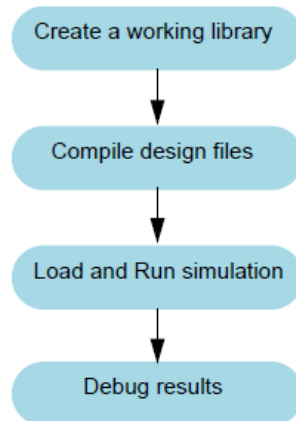 Create a working library
Compile design files
Load and Run simulation
Debug results